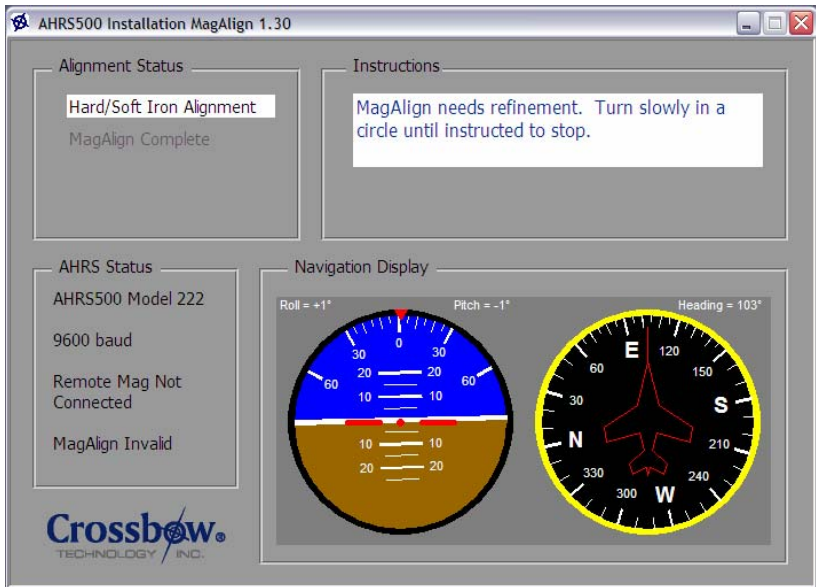 AHRS500 Installation MagAlign 1.30
Alignment Status
Hard/Soft Iron Alignment
MagAlign Complete
Instructions
MagAlign needs refinement. Turn slowly in a
circle until instructed to stop.
AHRS Status
AHRS500 Model 222
9600 baud
Remote Mag Not
Connected
MagAlign Invalid
Crossbow®
TECHNOLOGY INC.
Navigation Display
Roll = +1° Pitch = -1° Heading = 103°
0
30 30
60 60
20 20
10 10
10 10
20 20
E 120
60 150
30 S
N 210
330 240
300 W